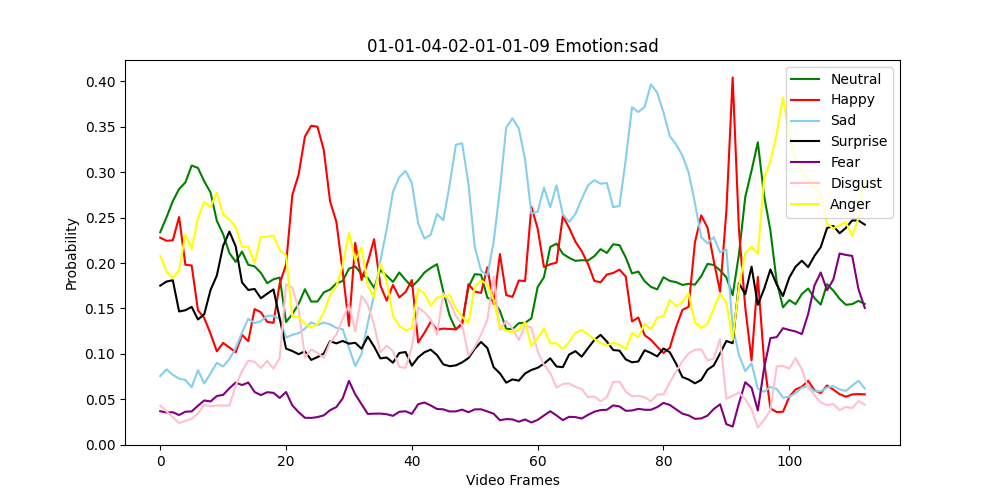 01-01-04-02-01-01-09 Emotion:sad
Probability
0.40
0.35
0.30
0.25
0.20
0.15
0.10
0.05
0.00
0 20 40 60 80 100
Video Frames
Neutral
Happy
Sad
Surprise
Fear
Disgust
Anger